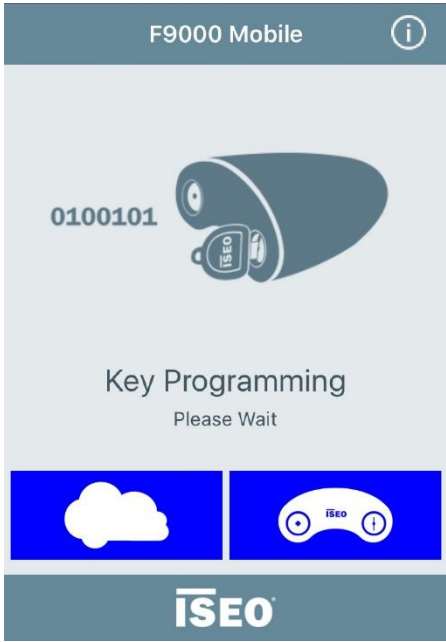 F9000 Mobile
i
0100101
ISEO
Key Programming
Please Wait
ISEO
ISEO